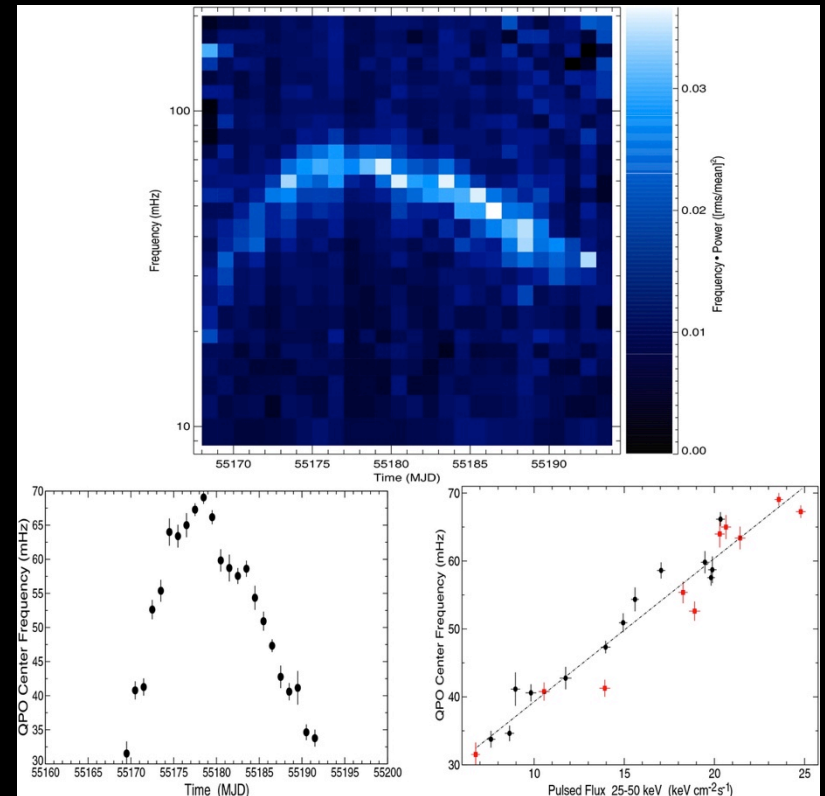 100
10
Frequency (mHz)
55170 55175 55180 55185 55190
Time (MJD)
0.03
0.02
0.01
0.00
Frequency • Power ([rms/mean]²)
70
65
60
55
50
45
40
35
30
QPO Center Frequency (mHz)
55160 55165 55170 55175 55180 55185 55190 55195 55200
Time (MJD)
70
60
50
40
30
QPO Center Frequency (mHz)
10 15 20 25
Pulsed Flux 25-50 keV (keV cm⁻²s⁻¹)